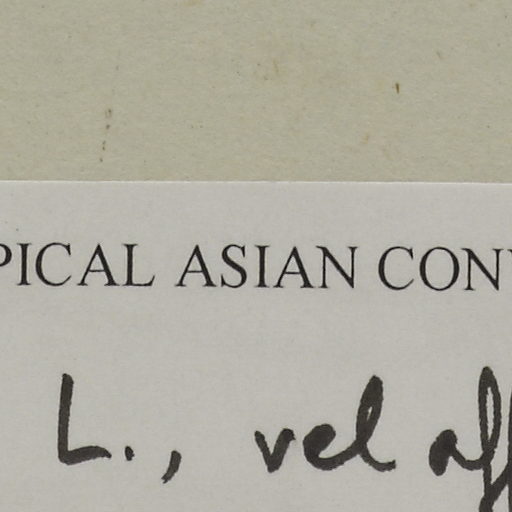 PICAL ASIAN CON
L., vel aff